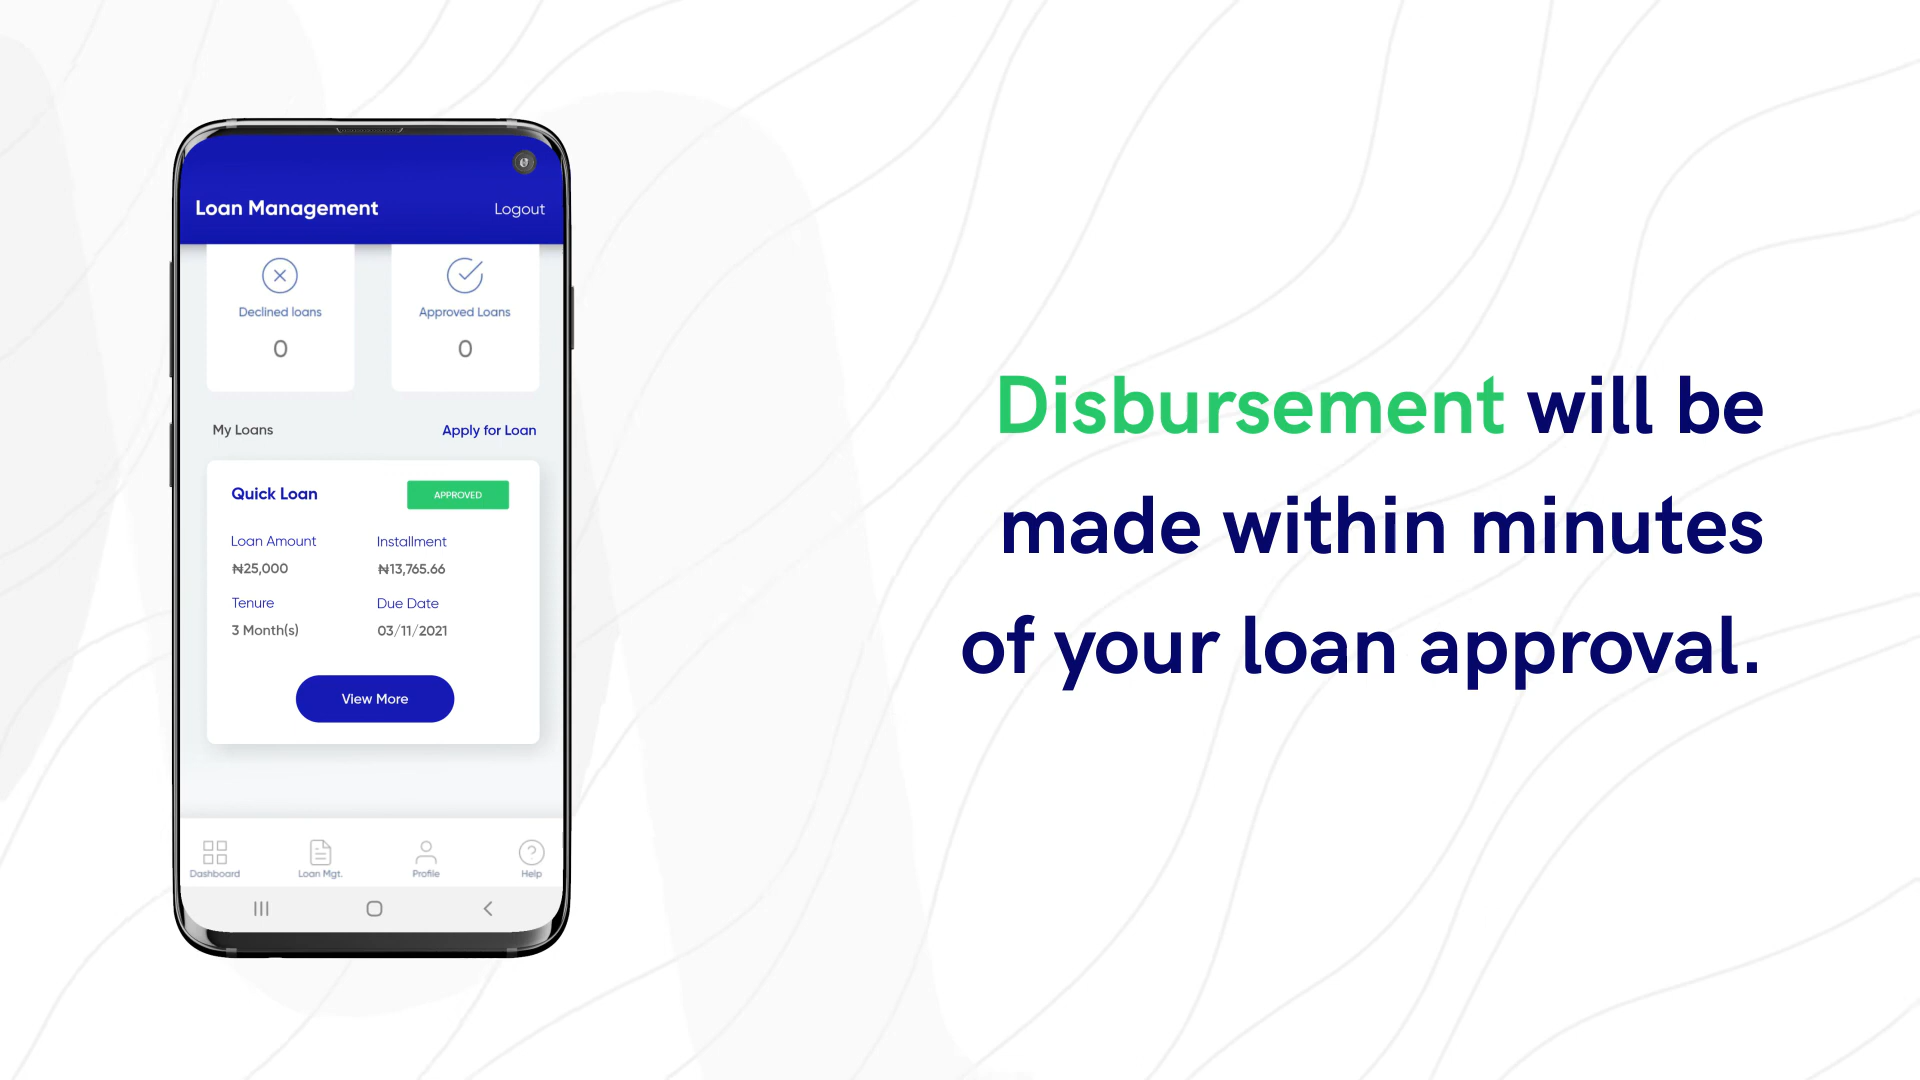 Loan Management
Logout
Declined loans
Approved Loans
0
0
My Loans
Apply for Loan
Quick Loan
APPROVED
Loan Amount
Installment
₦25,000
₦13,765.66
Tenure
Due Date
3 Month(s)
03/11/2021
View More
Dashboard
Loan Mgt.
Profile
Help
Disbursement will be
made within minutes
of your loan approval.